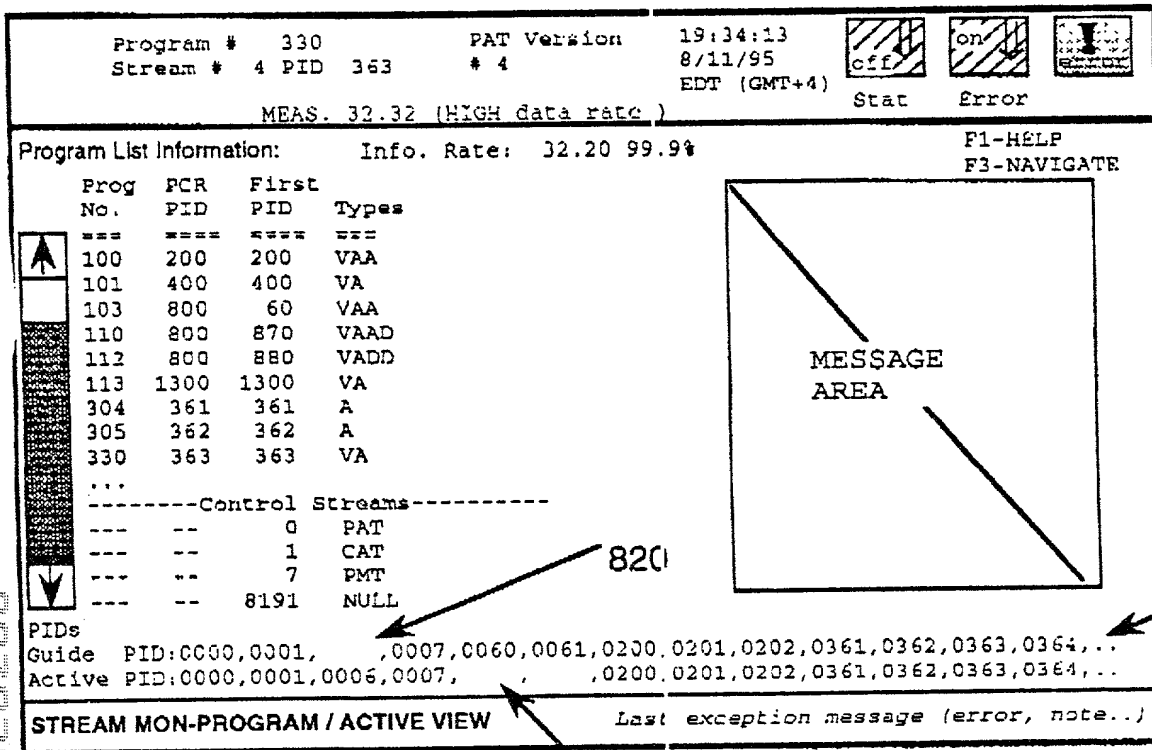 Program # 330 PAT Version 19:34:13
Stream # 4 PID 363 # 4 8/11/95
EDT (GMT+4)
off on error
Stat Error
MEAS. 32.32 (HIGH data rate )
Program List Information: Info. Rate: 32.20 99.9%
F1-HELP
F3-NAVIGATE
Prog PCR First
No. PID PID Types
=== ==== ==== ===
100 200 200 VAA
101 400 400 VA
103 800 60 VAA
110 800 870 VAAD
112 800 880 VADD
113 1300 1300 VA
304 361 361 A
305 362 362 A
330 363 363 VA
...
--------Control Streams----------
--- -- 0 PAT
--- -- 1 CAT
--- -- 7 PMT
--- -- 8191 NULL
MESSAGE
AREA
820
PIDs
Guide PID:0000,0001, ,0007,0060,0061,0200,0201,0202,0361,0362,0363,0364,..
Active PID:0000,0001,0006,0007, , ,0200,0201,0202,0361,0362,0363,0364,..
STREAM MON-PROGRAM / ACTIVE VIEW Last exception message (error, note..)